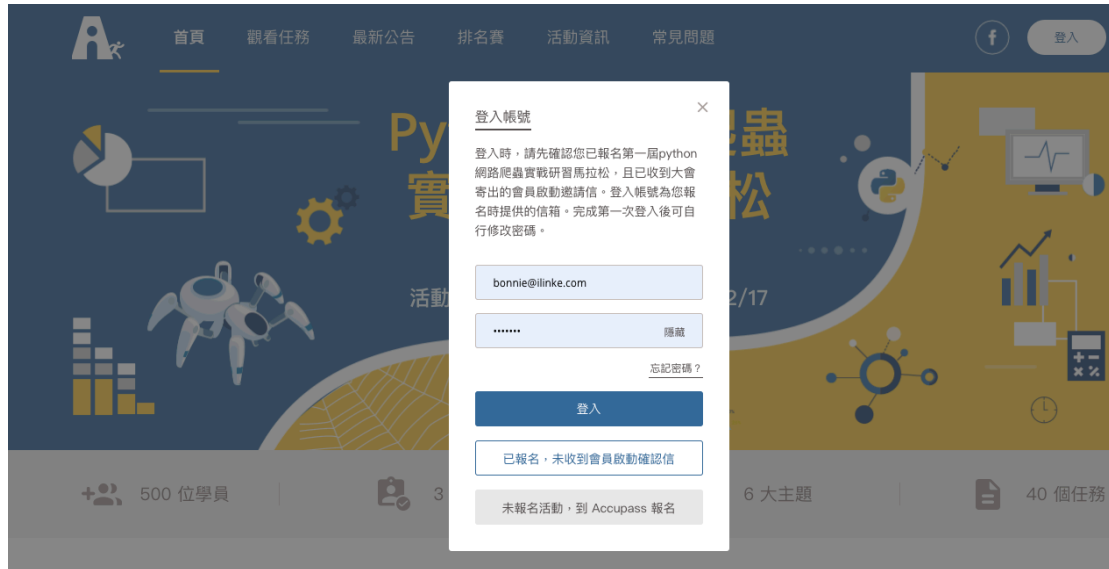 首頁 觀看任務 最新公告 排名賽 活動資訊 常見問題 登入
Py 爬蟲
實 松
活動 2/17
登入帳號
登入時,請先確認您已報名第一屆python
網路爬蟲實戰研習馬拉松,且已收到大會
寄出的會員啟動邀請信。登入帳號為您報
名時提供的信箱。完成第一次登入後可自
行修改密碼。
bonnie@ilinke.com
隱藏
忘記密碼?
登入
已報名,未收到會員啟動確認信
未報名活動,到 Accupass 報名
500 位學員 3 6 大主題 40 個任務